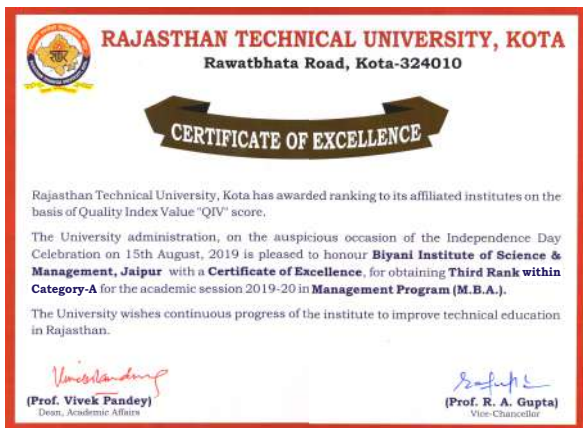 RAJASTHAN TECHNICAL UNIVERSITY, KOTA
Rawatbhata Road, Kota-324010
CERTIFICATE OF EXCELLENCE
Rajasthan Technical University, Kota has awarded ranking to its affiliated institutes on the
basis of Quality Index Value "QIV" score.
The University administration, on the auspicious occasion of the Independence Day
Celebration on 15th August, 2019 is pleased to honour Biyani Institute of Science &
Management, Jaipur with a Certificate of Excellence, for obtaining Third Rank within
Category-A for the academic session 2019-20 in Management Program (M.B.A.).
The University wishes continuous progress of the institute to improve technical education
in Rajasthan.
(Prof. Vivek Pandey)
Dean, Academic Affairs
(Prof. R. A. Gupta)
Vice-Chancellor